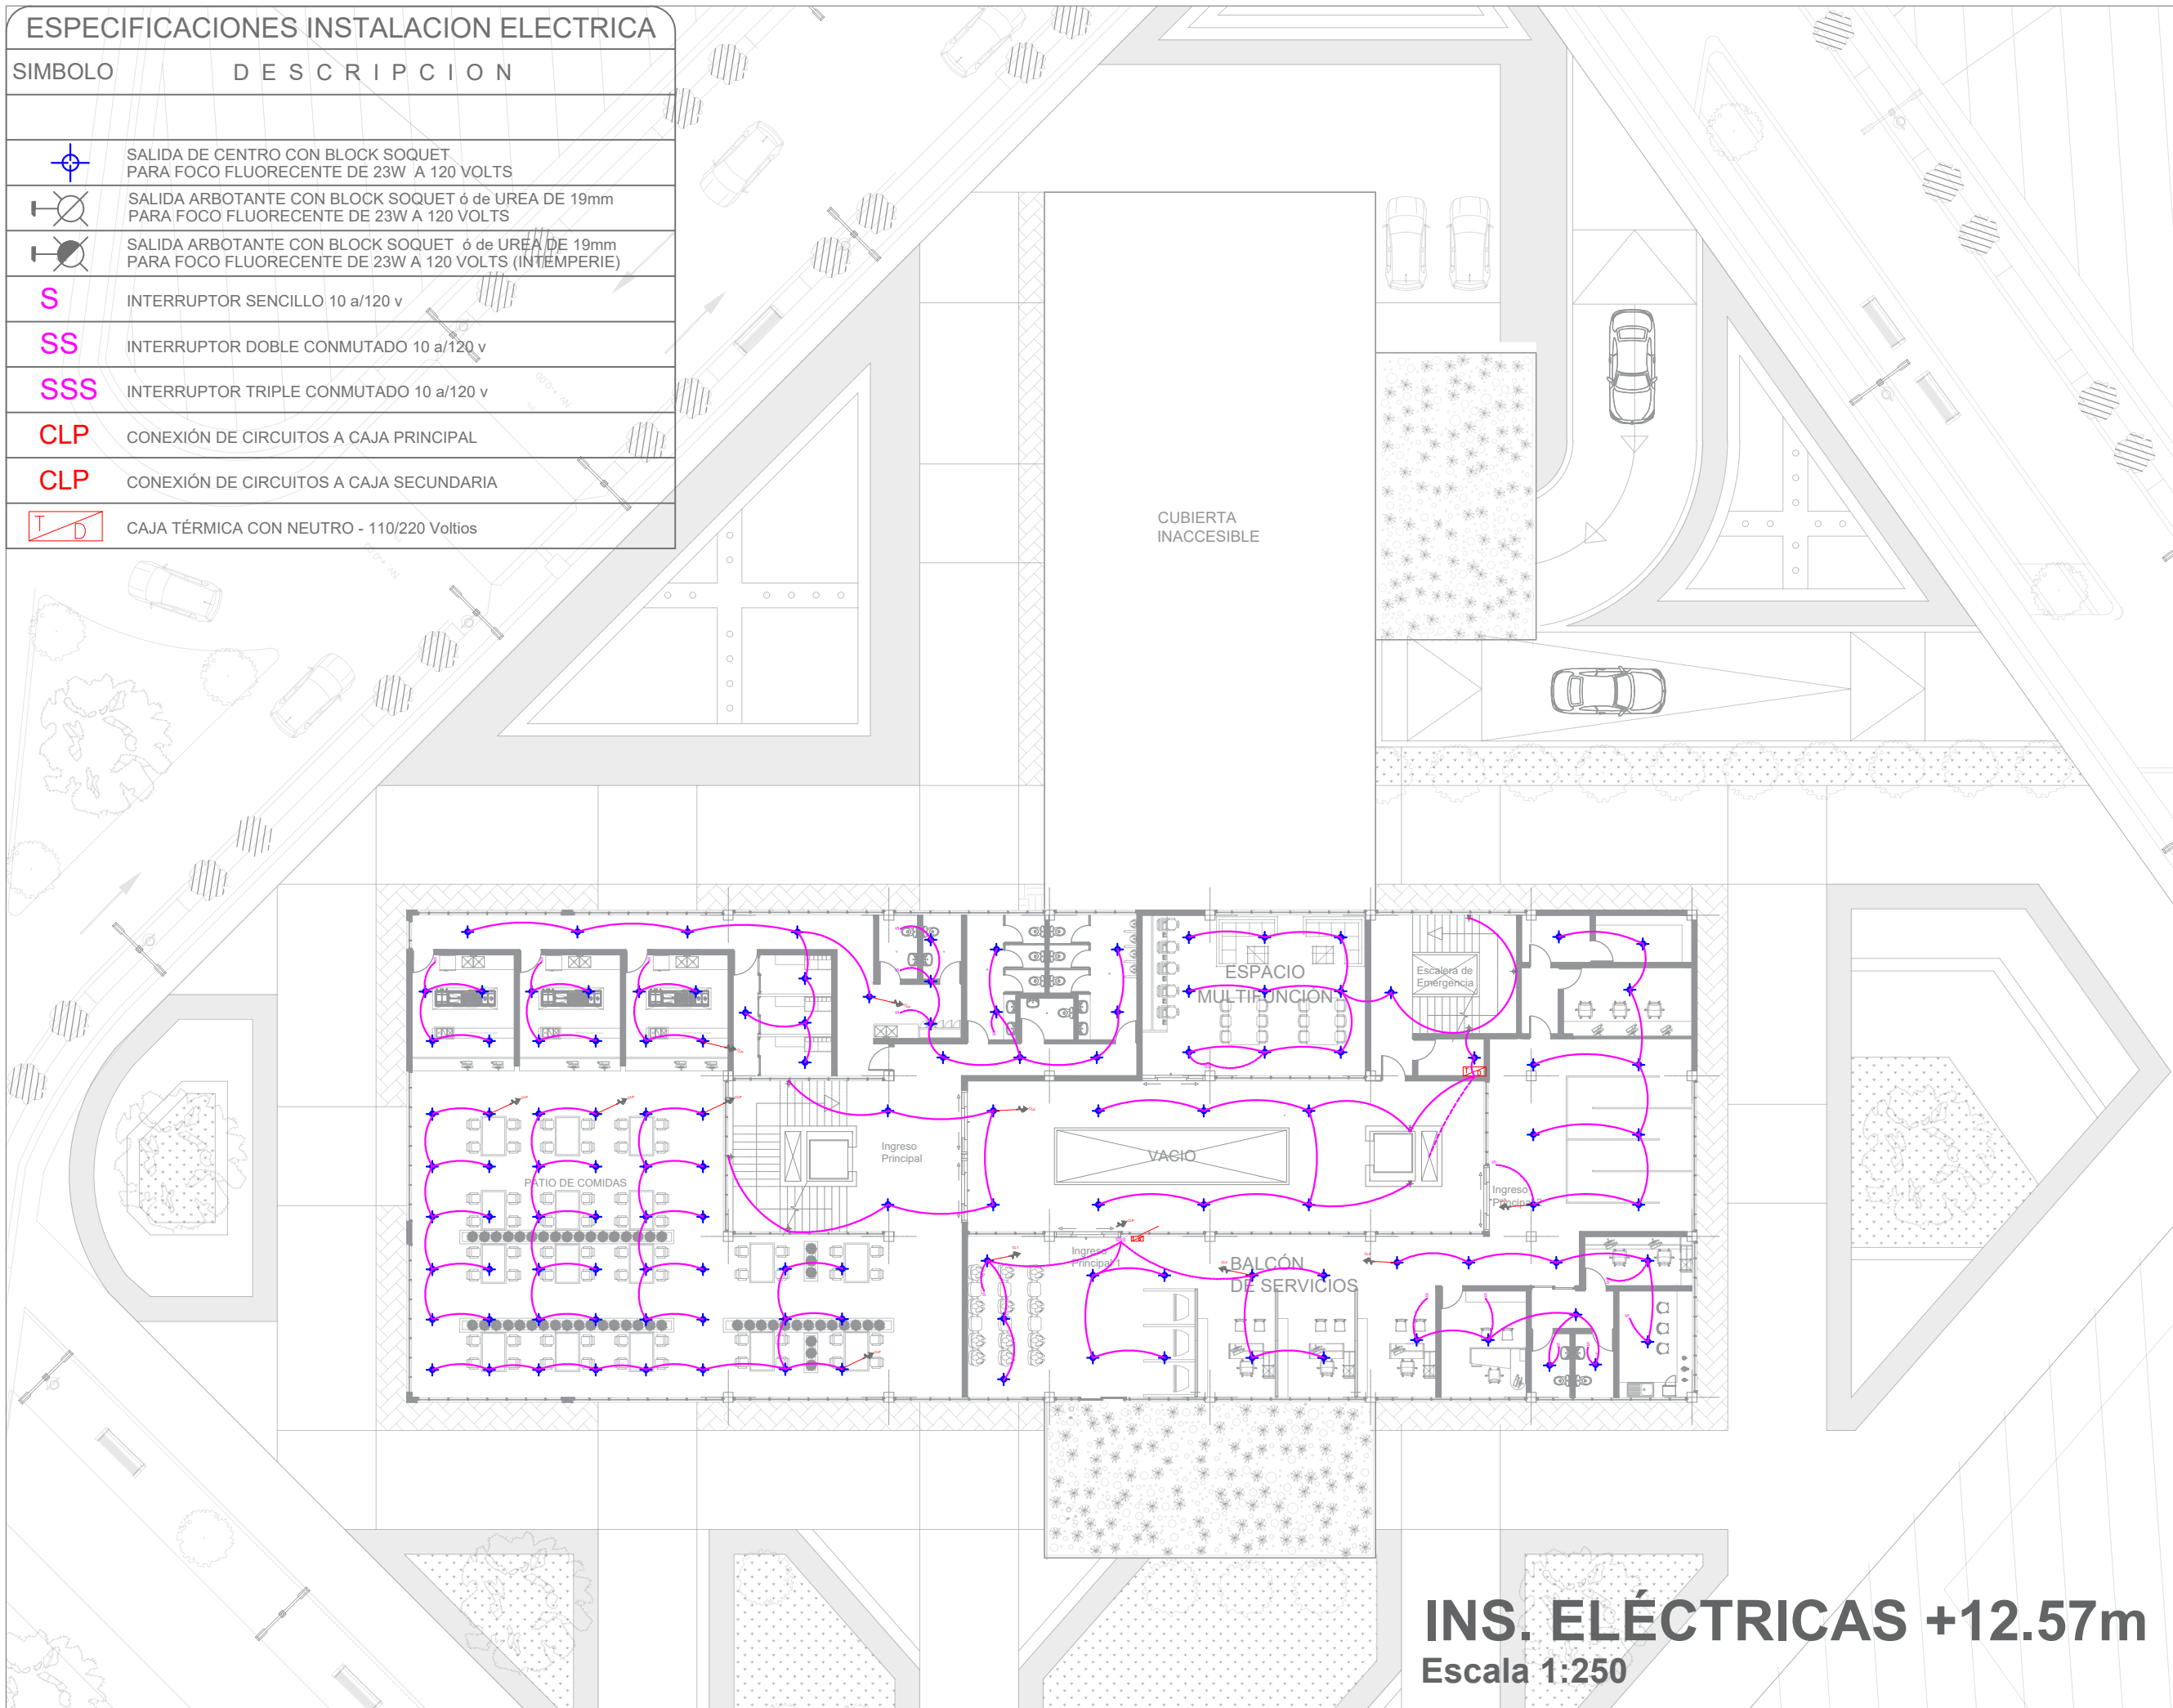 ESPECIFICACIONES INSTALACION ELECTRICA
SIMBOLO
D E S C R I P C I O N
SALIDA DE CENTRO CON BLOCK SOQUET
PARA FOCO FLUORECENTE DE 23W A 120 VOLTS
SALIDA ARBOTANTE CON BLOCK SOQUET ó de UREA DE 19mm
PARA FOCO FLUORECENTE DE 23W A 120 VOLTS
SALIDA ARBOTANTE CON BLOCK SOQUET ó de UREA DE 19mm
PARA FOCO FLUORECENTE DE 23W A 120 VOLTS (INTEMPERIE)
S
INTERRUPTOR SENCILLO 10 a/120 v
SS
INTERRUPTOR DOBLE CONMUTADO 10 a/120 v
SSS
INTERRUPTOR TRIPLE CONMUTADO 10 a/120 v
CLP
CONEXIÓN DE CIRCUITOS A CAJA PRINCIPAL
CLP
CONEXIÓN DE CIRCUITOS A CAJA SECUNDARIA
T D
CAJA TÉRMICA CON NEUTRO - 110/220 Voltios
CUBIERTA
INACCESIBLE
ESPACIO
MULTIFUNCION
Escalera de
Emergencia
Ingreso
Principal
VACIO
PATIO DE COMIDAS
Ingreso
Principal 2
Ingreso
Principal 1
BALCÓN
DE SERVICIOS
INS. ELÉCTRICAS +12.57m
Escala 1:250